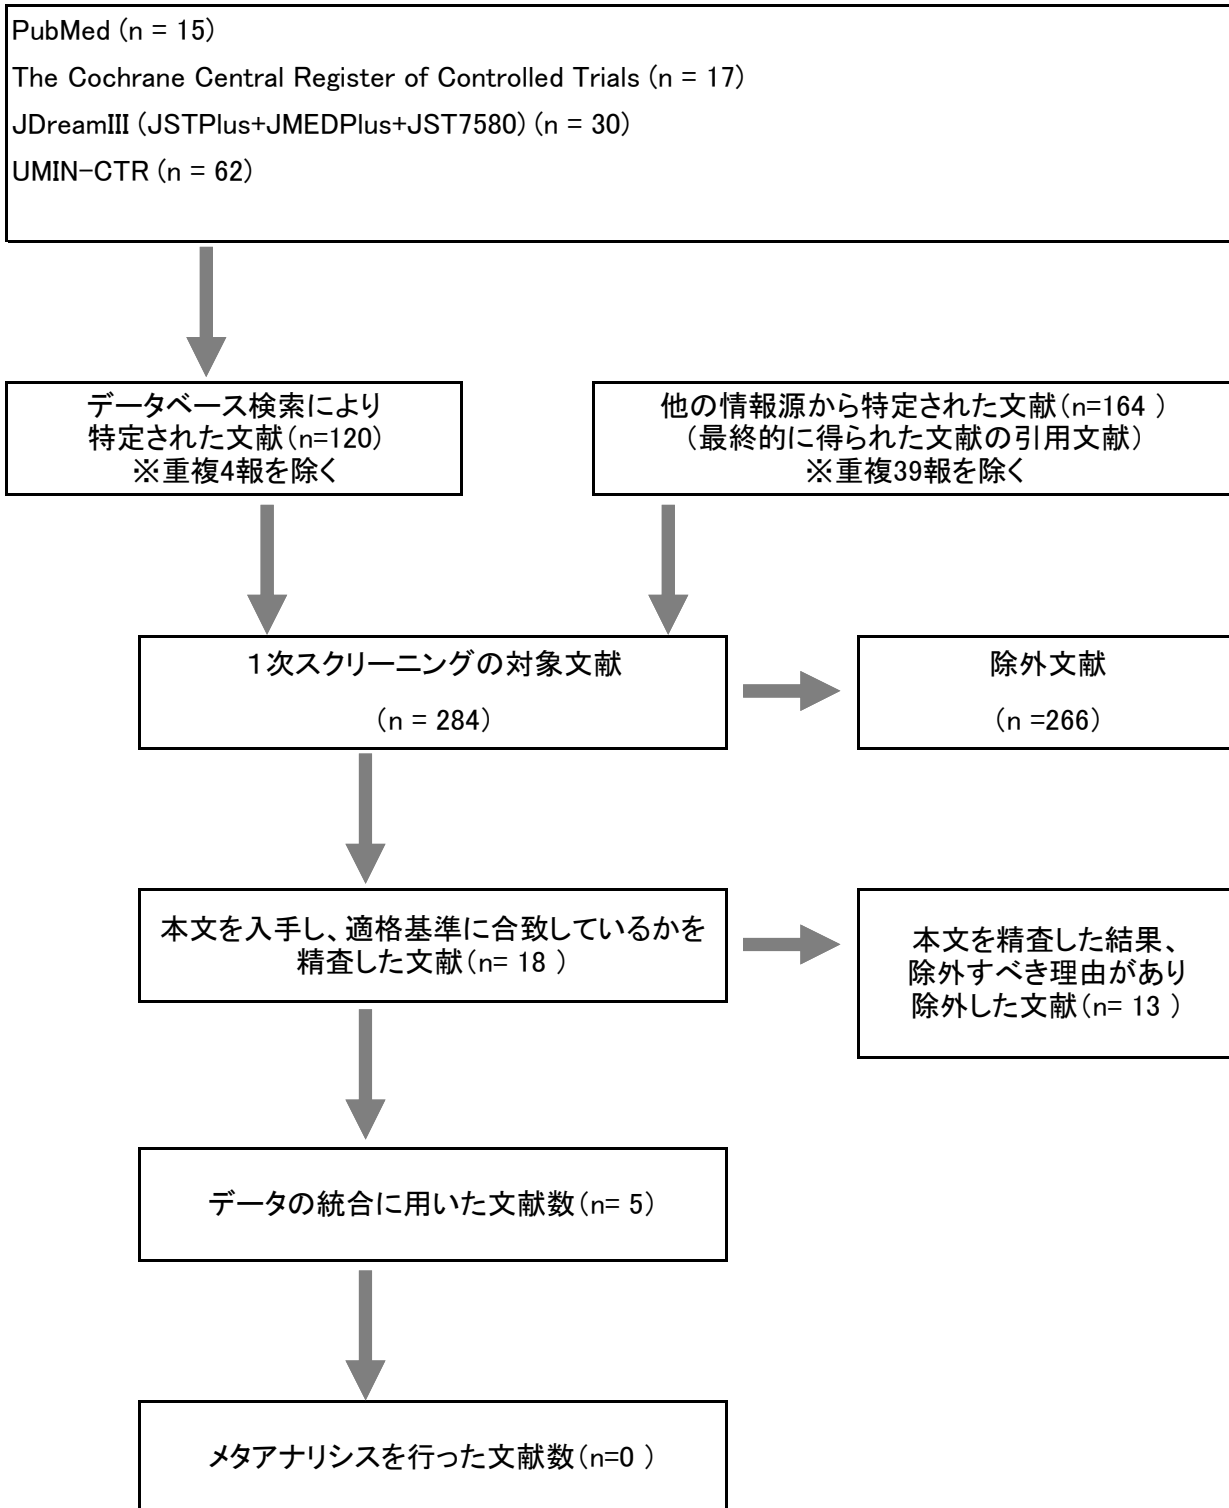 PubMed (n = 15)
The Cochrane Central Register of Controlled Trials (n = 17)
JDreamIII (JSTPlus+JMEDPlus+JST7580) (n = 30)
UMIN-CTR (n = 62)
データベース検索により
特定された文献(n=120)
※重複4報を除く
他の情報源から特定された文献(n=164 )
(最終的に得られた文献の引用文献)
※重複39報を除く
1次スクリーニングの対象文献
(n = 284)
除外文献
(n =266)
本文を入手し、適格基準に合致しているかを
精査した文献(n= 18 )
本文を精査した結果、
除外すべき理由があり
除外した文献(n= 13 )
データの統合に用いた文献数(n= 5)
メタアナリシスを行った文献数(n=0 )